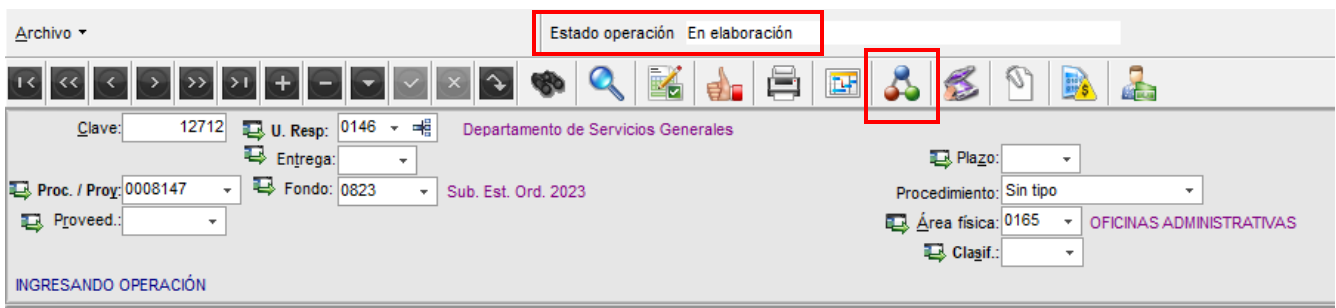 Archivo
Estado operación En elaboración
Clave: 12712 U. Resp: 0146 Departamento de Servicios Generales
Entrega: Plazo:
Proc. / Proy: 0008147 Fondo: 0823 Sub. Est. Ord. 2023 Procedimiento: Sin tipo
Proveed.: Área física: 0165 OFICINAS ADMINISTRATIVAS
Clasif.:
INGRESANDO OPERACIÓN